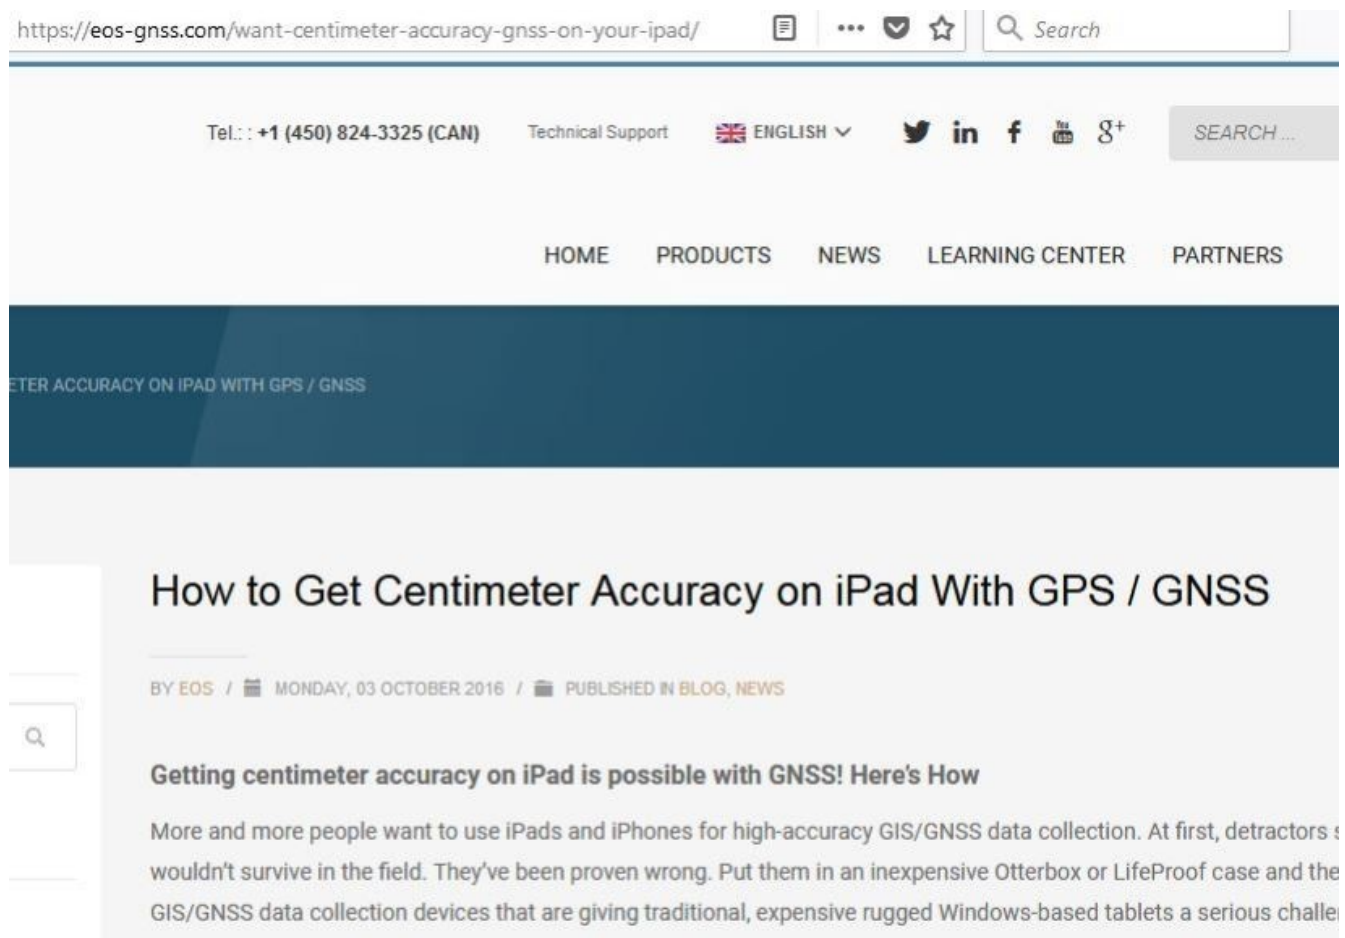 https://eos-gnss.com/want-centimeter-accuracy-gnss-on-your-ipad/ Search
Tel.: : +1 (450) 824-3325 (CAN) Technical Support ENGLISH SEARCH ...
HOME PRODUCTS NEWS LEARNING CENTER PARTNERS
ETER ACCURACY ON IPAD WITH GPS / GNSS
How to Get Centimeter Accuracy on iPad With GPS / GNSS
BY EOS / MONDAY, 03 OCTOBER 2016 / PUBLISHED IN BLOG, NEWS
Getting centimeter accuracy on iPad is possible with GNSS! Here's How
More and more people want to use iPads and iPhones for high-accuracy GIS/GNSS data collection. At first, detractors s
wouldn't survive in the field. They've been proven wrong. Put them in an inexpensive Otterbox or LifeProof case and the
GIS/GNSS data collection devices that are giving traditional, expensive rugged Windows-based tablets a serious challe